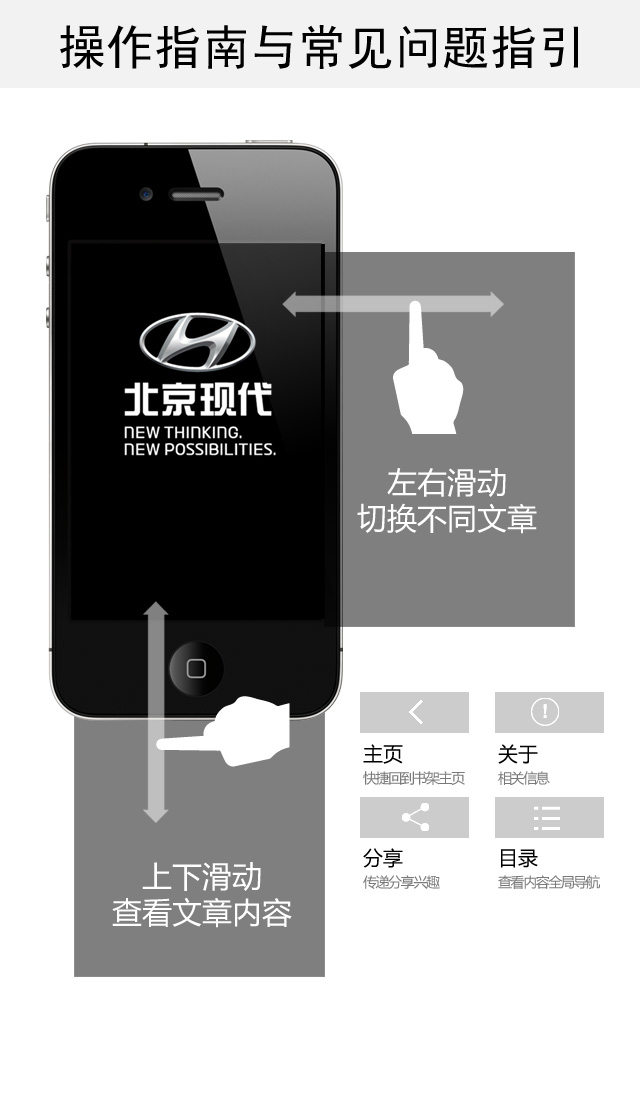 操作指南与常见问题指引
北京现代
NEW THINKING.
NEW POSSIBILITIES.
左右滑动
切换不同文章
上下滑动
查看文章内容
主页
快捷回到书架主页
关于
相关信息
分享
传递分享兴趣
目录
查看内容全局导航